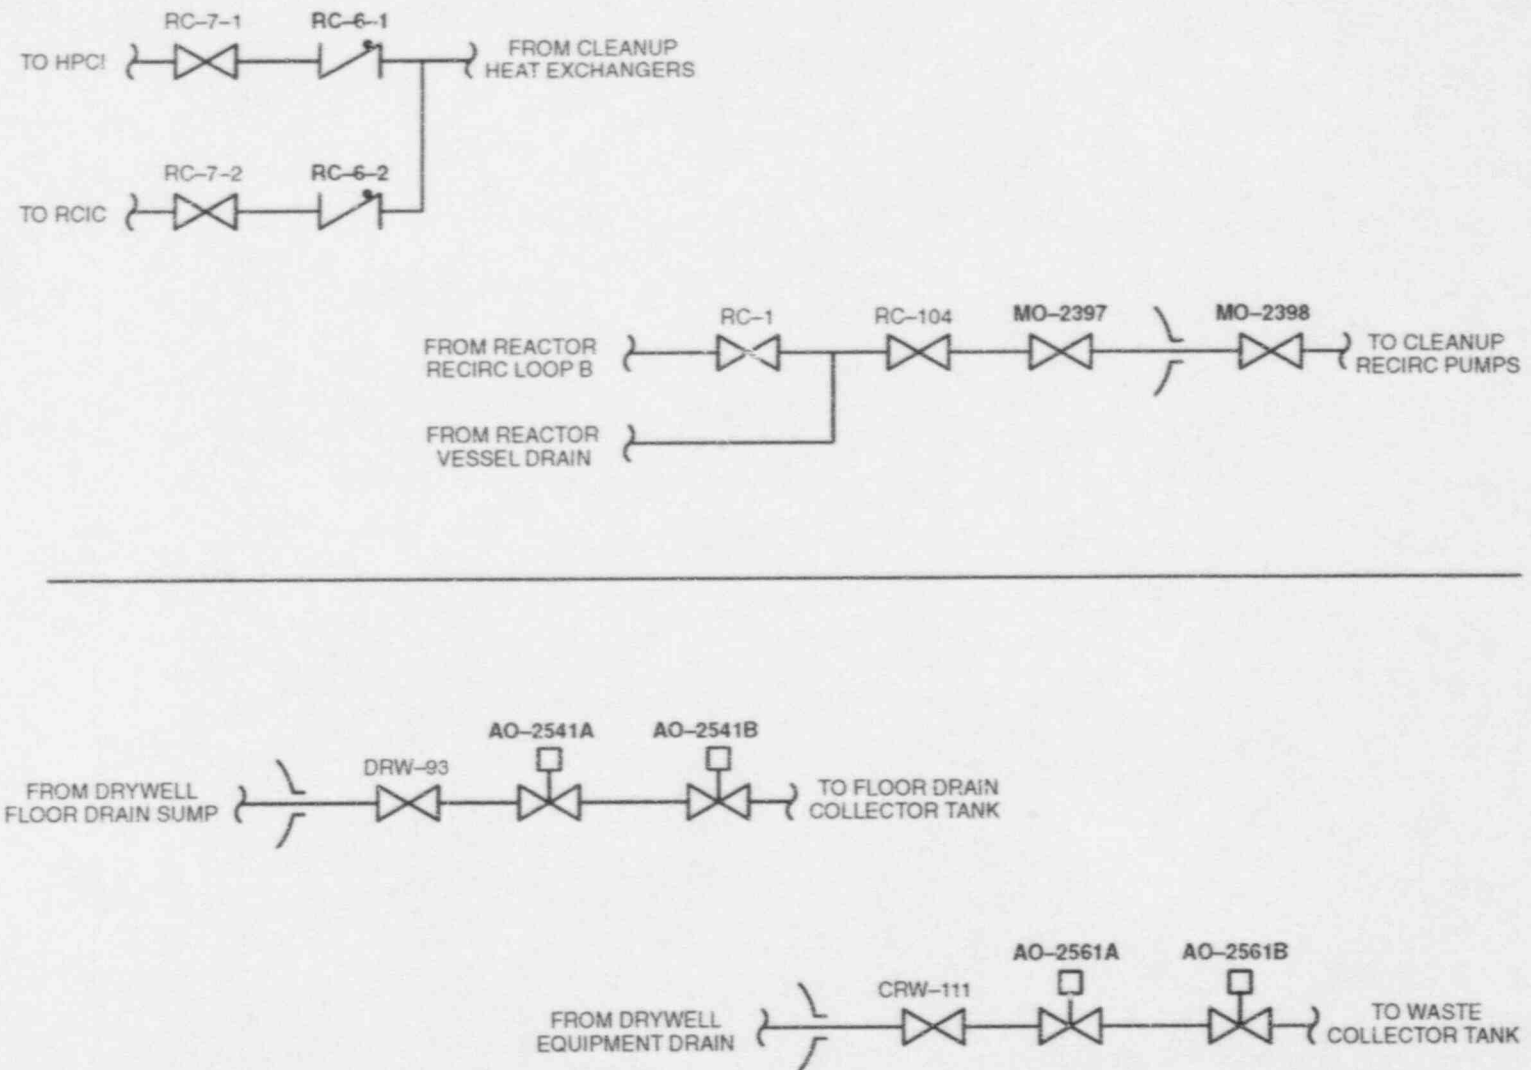 RC–7–1
RC–6–1
TO HPCI
FROM CLEANUP
HEAT EXCHANGERS
RC–7–2
RC–6–2
TO RCIC
RC–1
RC–104
MO–2397
MO–2398
FROM REACTOR
RECIRC LOOP B
TO CLEANUP
RECIRC PUMPS
FROM REACTOR
VESSEL DRAIN
AO–2541A
AO–2541B
DRW–93
FROM DRYWELL
FLOOR DRAIN SUMP
TO FLOOR DRAIN
COLLECTOR TANK
AO–2561A
AO–2561B
CRW–111
FROM DRYWELL
EQUIPMENT DRAIN
TO WASTE
COLLECTOR TANK